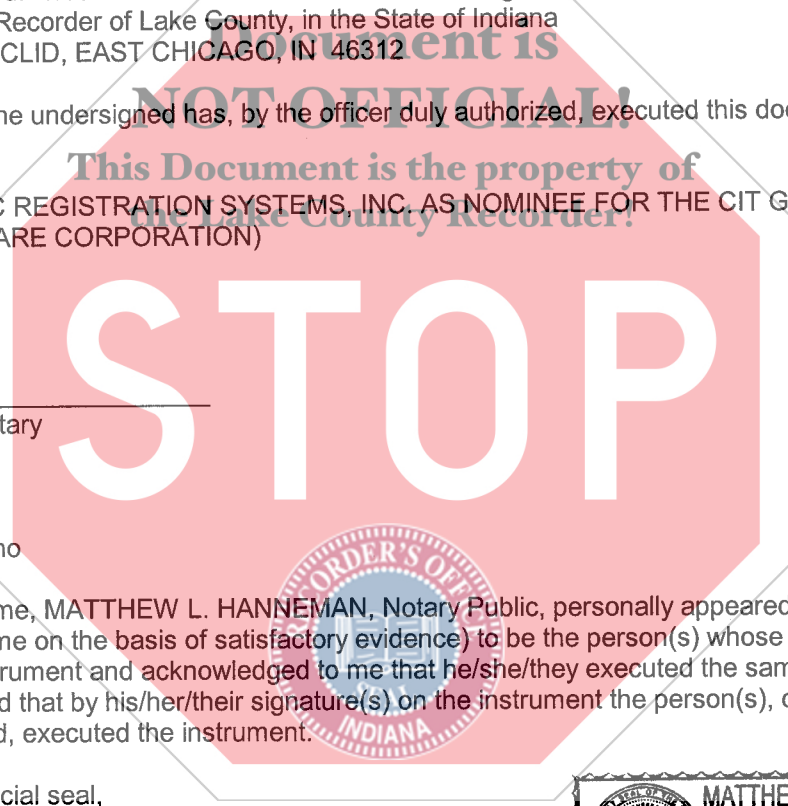 Recorder of Lake County, in the State of Indiana
CLID, EAST CHICAGO, IN 46312
Document is
NOT OFFICIAL!
he undersigned has, by the officer duly authorized, executed this doc
This Document is the property of
the Lake County Recorder!
C REGISTRATION SYSTEMS, INC. AS NOMINEE FOR THE CIT G
ARE CORPORATION)
STOP
tary
no
RECORDER'S OFFICE
SEAL
INDIANA
me, MATTHEW L. HANNEMAN, Notary Public, personally appeared
me on the basis of satisfactory evidence) to be the person(s) whose
rument and acknowledged to me that he/she/they executed the sam
d that by his/her/their signature(s) on the instrument the person(s), o
d, executed the instrument.
cial seal,
SEAL OF THE
MATTHE